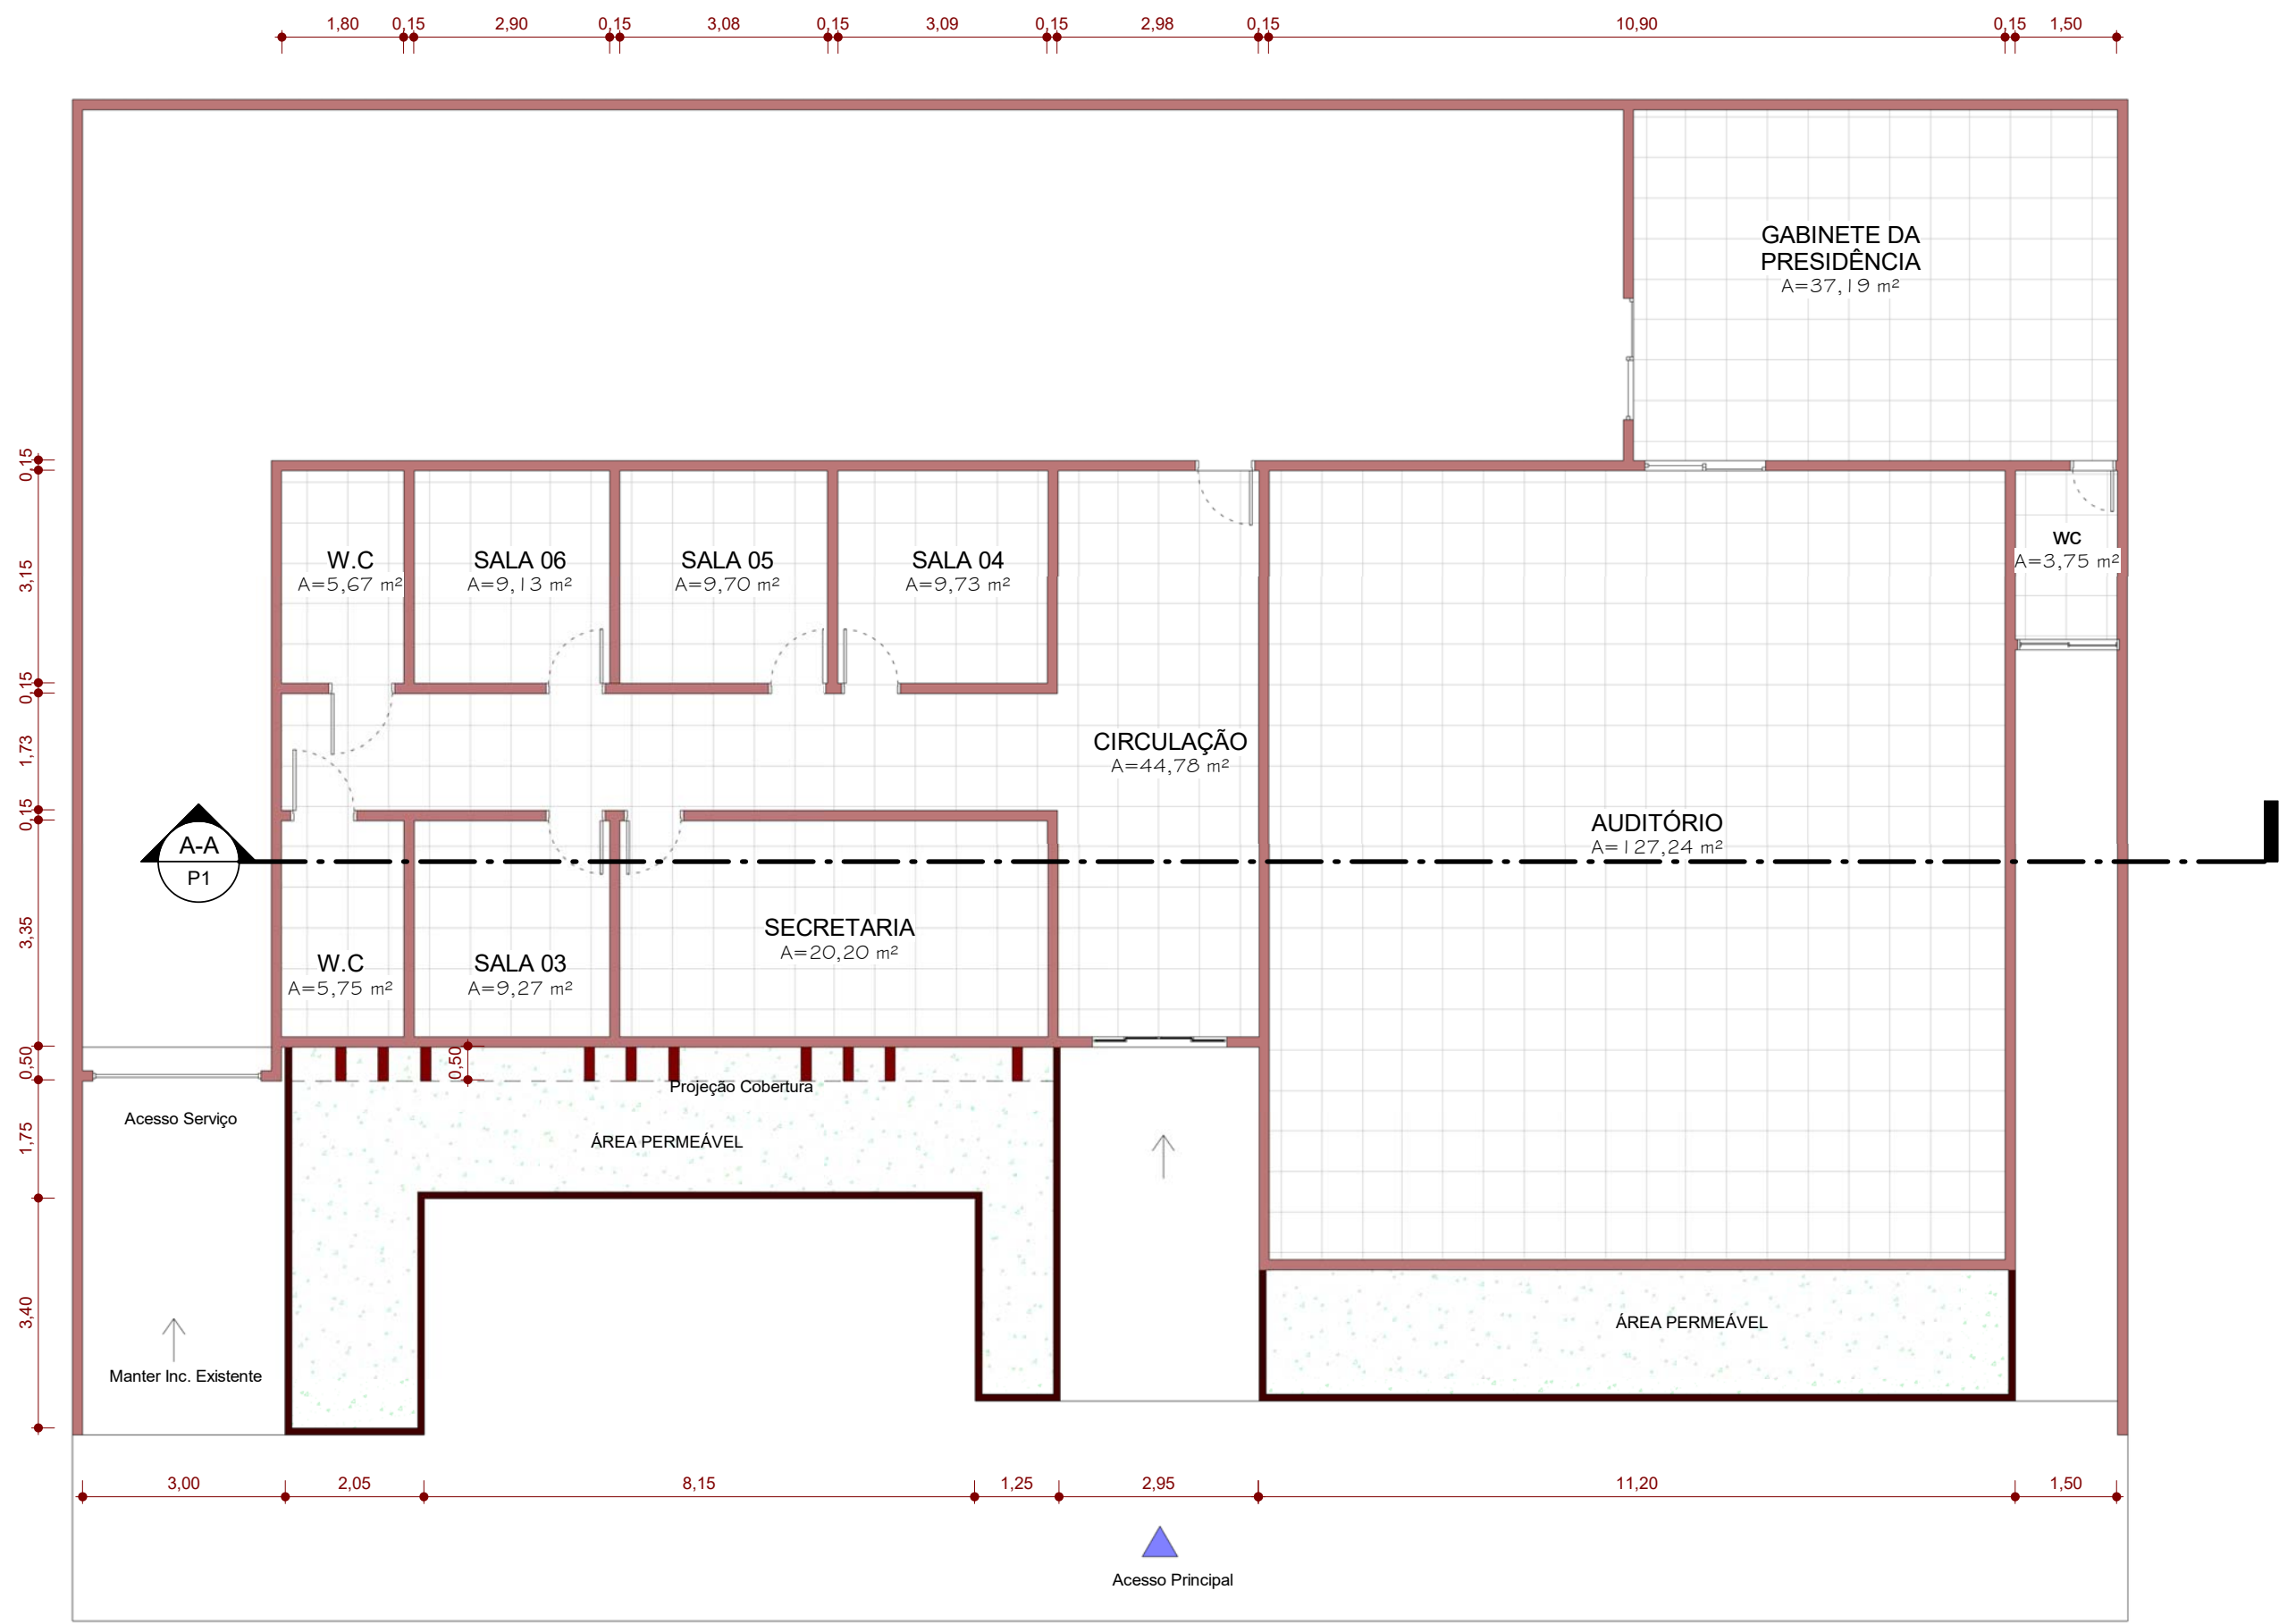 1,80 0,15 2,90 0,15 3,08 0,15 3,09 0,15 2,98 0,15 10,90 0,15 1,50
GABINETE DA
PRESIDÊNCIA
A=37,19 m²
0,15
3,15
0,15
1,73
0,15
3,35
0,50
1,75
3,40
W.C
A=5,67 m²
SALA 06
A=9,13 m²
SALA 05
A=9,70 m²
SALA 04
A=9,73 m²
WC
A=3,75 m²
CIRCULAÇÃO
A=44,78 m²
AUDITÓRIO
A=127,24 m²
A-A
P1
W.C
A=5,75 m²
SALA 03
A=9,27 m²
SECRETARIA
A=20,20 m²
0,50
Projeção Cobertura
Acesso Serviço
ÁREA PERMEÁVEL
ÁREA PERMEÁVEL
Manter Inc. Existente
3,00 2,05 8,15 1,25 2,95 11,20 1,50
Acesso Principal